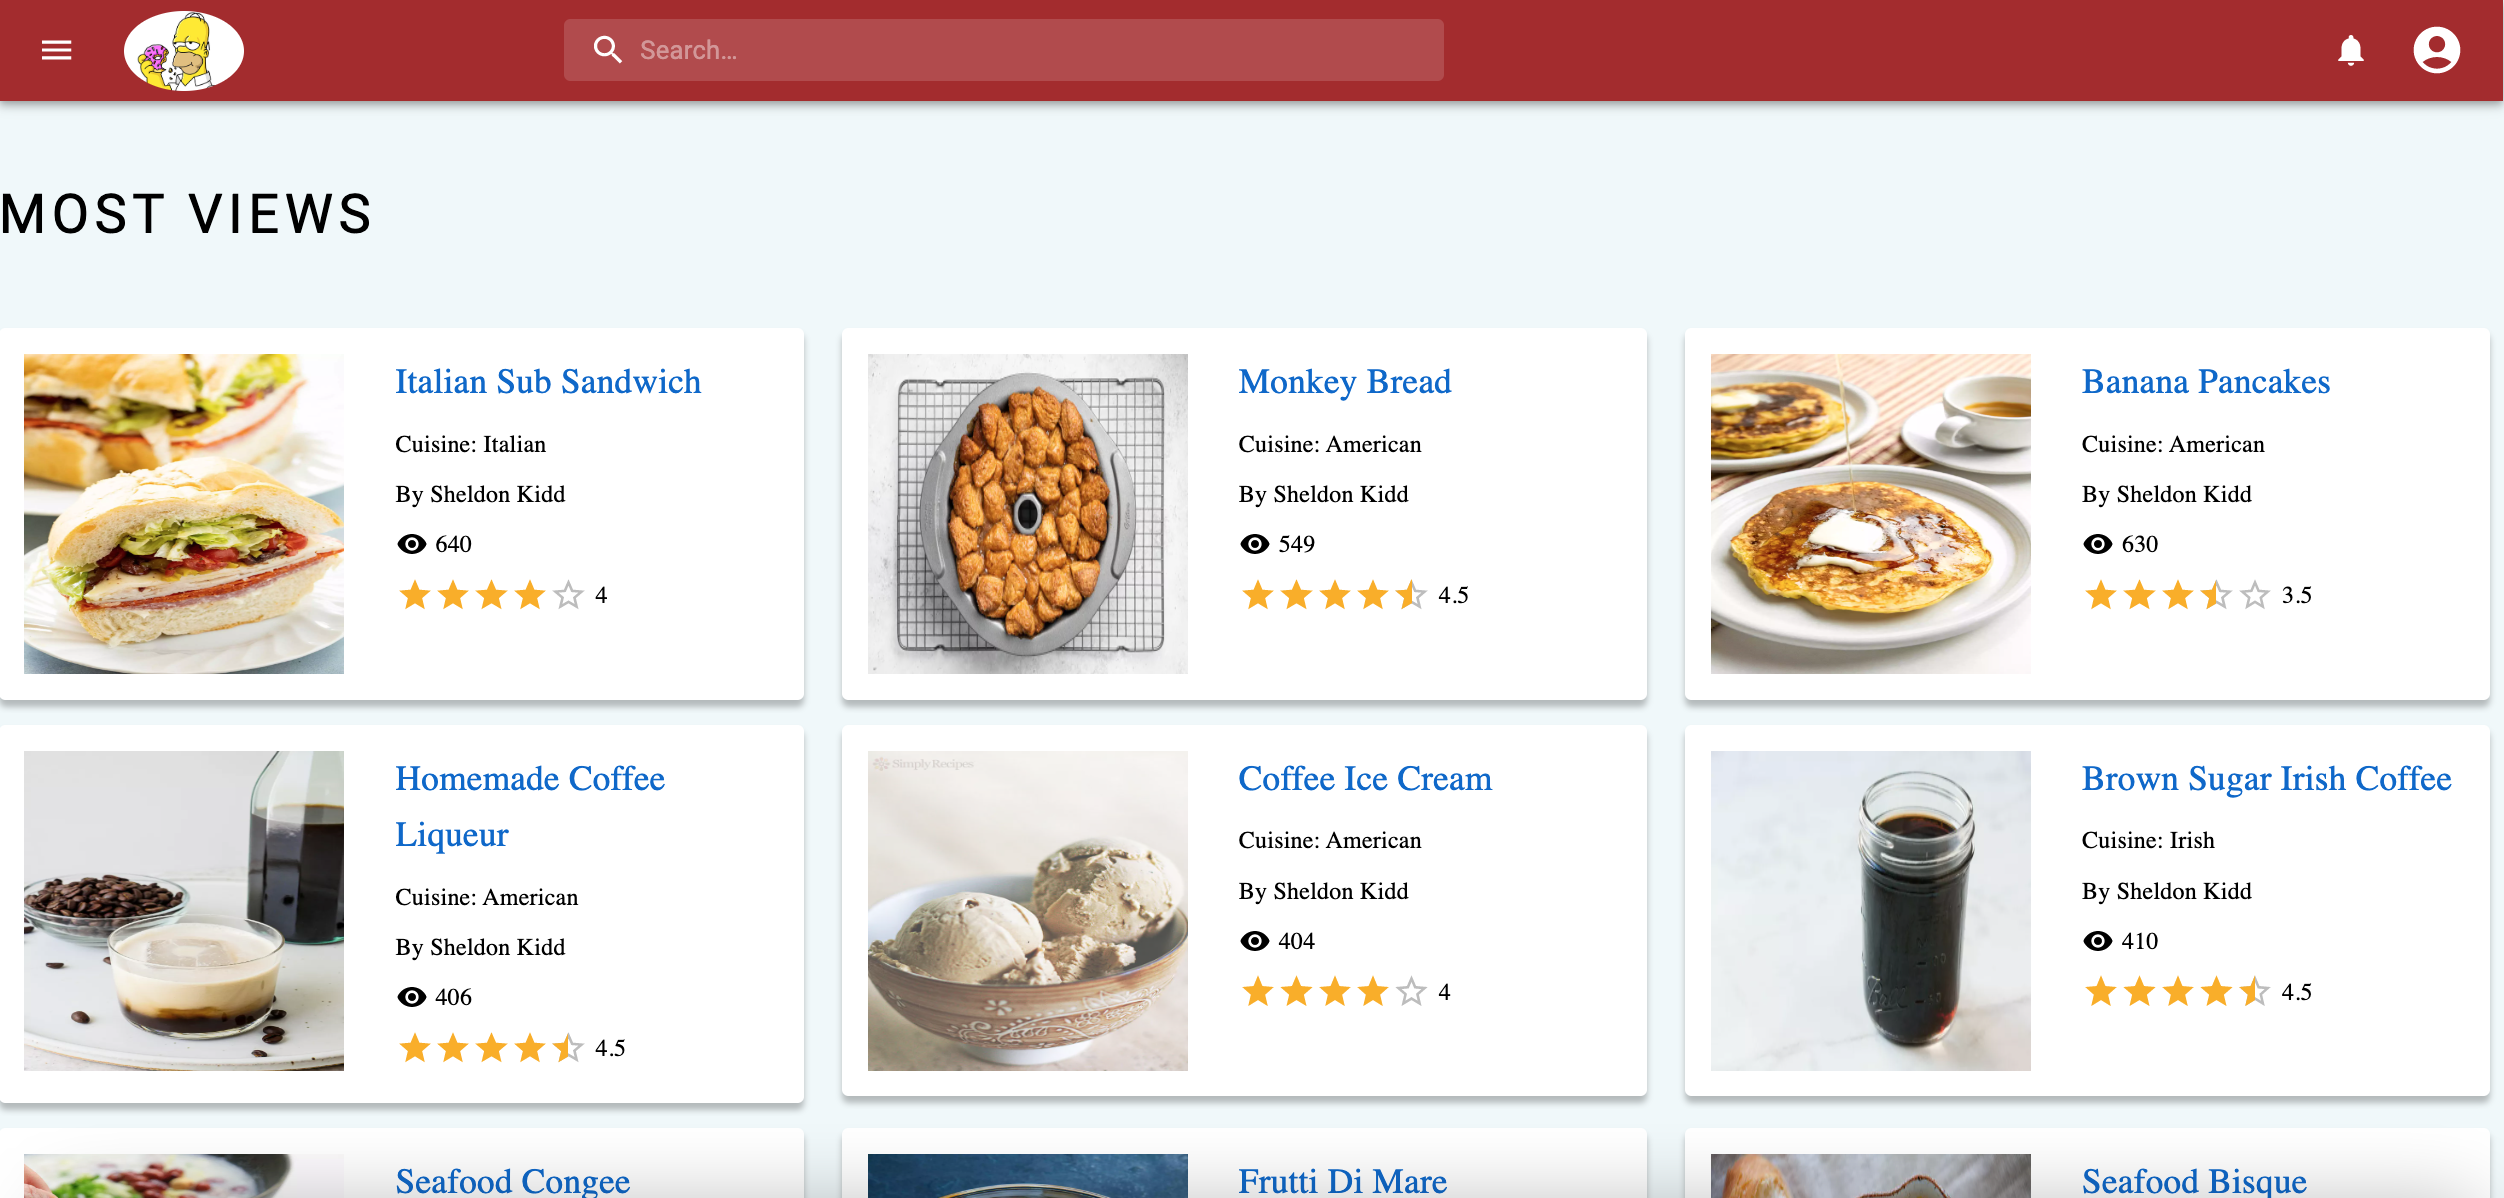 Search...
MOST VIEWS
Italian Sub Sandwich
Cuisine: Italian
By Sheldon Kidd
640
4
Monkey Bread
Cuisine: American
By Sheldon Kidd
549
4.5
Banana Pancakes
Cuisine: American
By Sheldon Kidd
630
3.5
Homemade Coffee
Liqueur
Cuisine: American
By Sheldon Kidd
406
4.5
Simply Recipes
Coffee Ice Cream
Cuisine: American
By Sheldon Kidd
404
4
Brown Sugar Irish Coffee
Cuisine: Irish
By Sheldon Kidd
410
4.5
Seafood Congee
Frutti Di Mare
Seafood Bisque